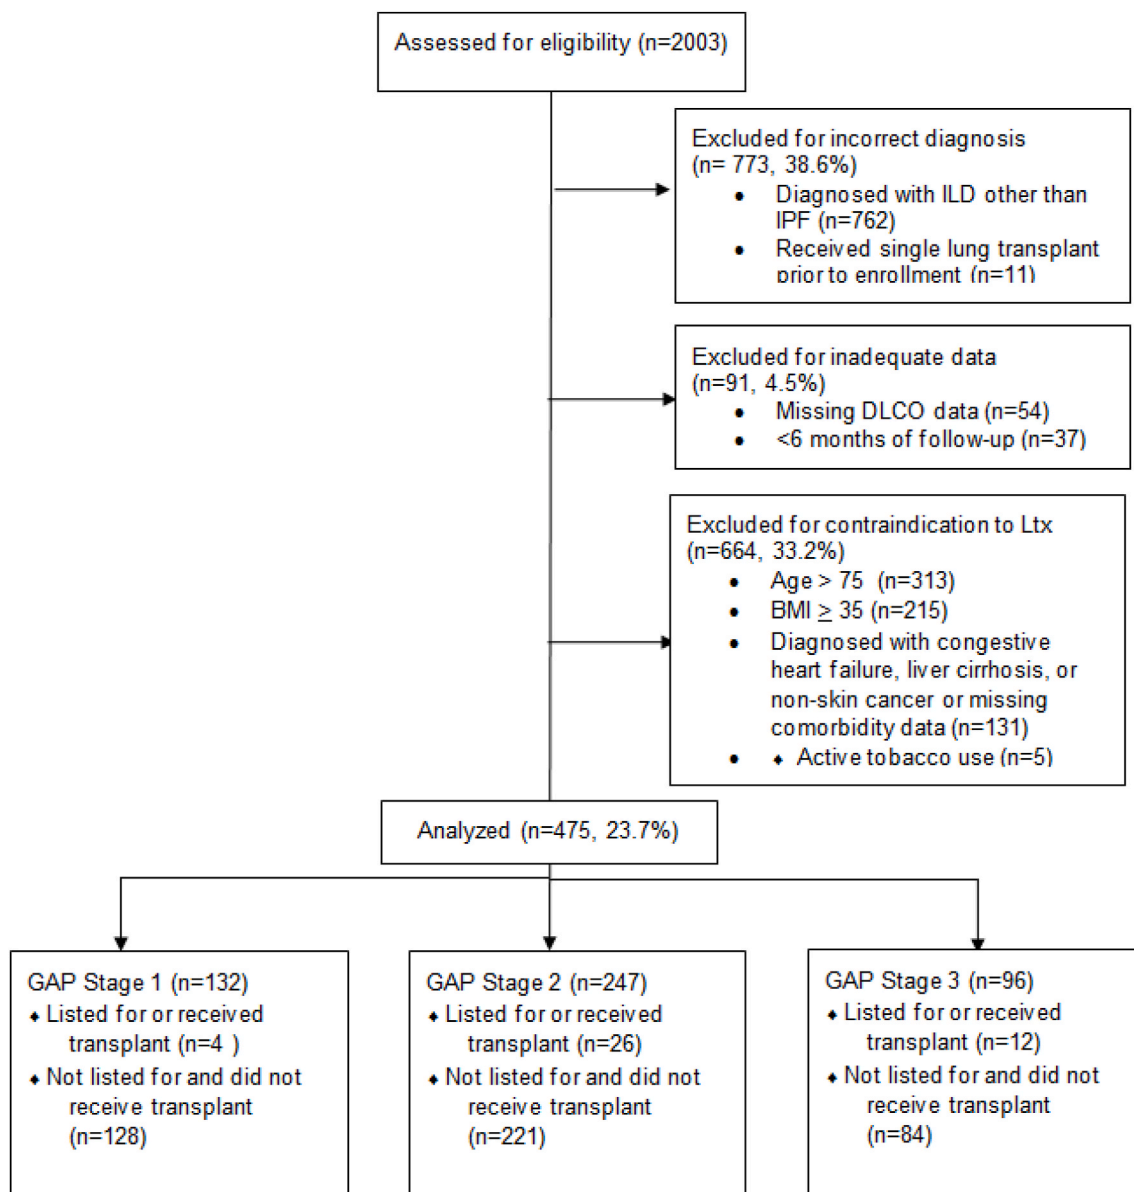 Assessed for eligibility (n=2003)
Excluded for incorrect diagnosis
(n= 773, 38.6%)
• Diagnosed with ILD other than
IPF (n=762)
• Received single lung transplant
prior to enrollment (n=11)
Excluded for inadequate data
(n=91, 4.5%)
• Missing DLCO data (n=54)
• <6 months of follow-up (n=37)
Excluded for contraindication to Ltx
(n=664, 33.2%)
• Age > 75 (n=313)
• BMI ≥ 35 (n=215)
• Diagnosed with congestive
heart failure, liver cirrhosis, or
non-skin cancer or missing
comorbidity data (n=131)
• ♦ Active tobacco use (n=5)
Analyzed (n=475, 23.7%)
GAP Stage 1 (n=132)
♦ Listed for or received
transplant (n=4 )
♦ Not listed for and did not
receive transplant
(n=128)
GAP Stage 2 (n=247)
♦ Listed for or received
transplant (n=26)
♦ Not listed for and did not
receive transplant
(n=221)
GAP Stage 3 (n=96)
♦ Listed for or received
transplant (n=12)
♦ Not listed for and did not
receive transplant
(n=84)